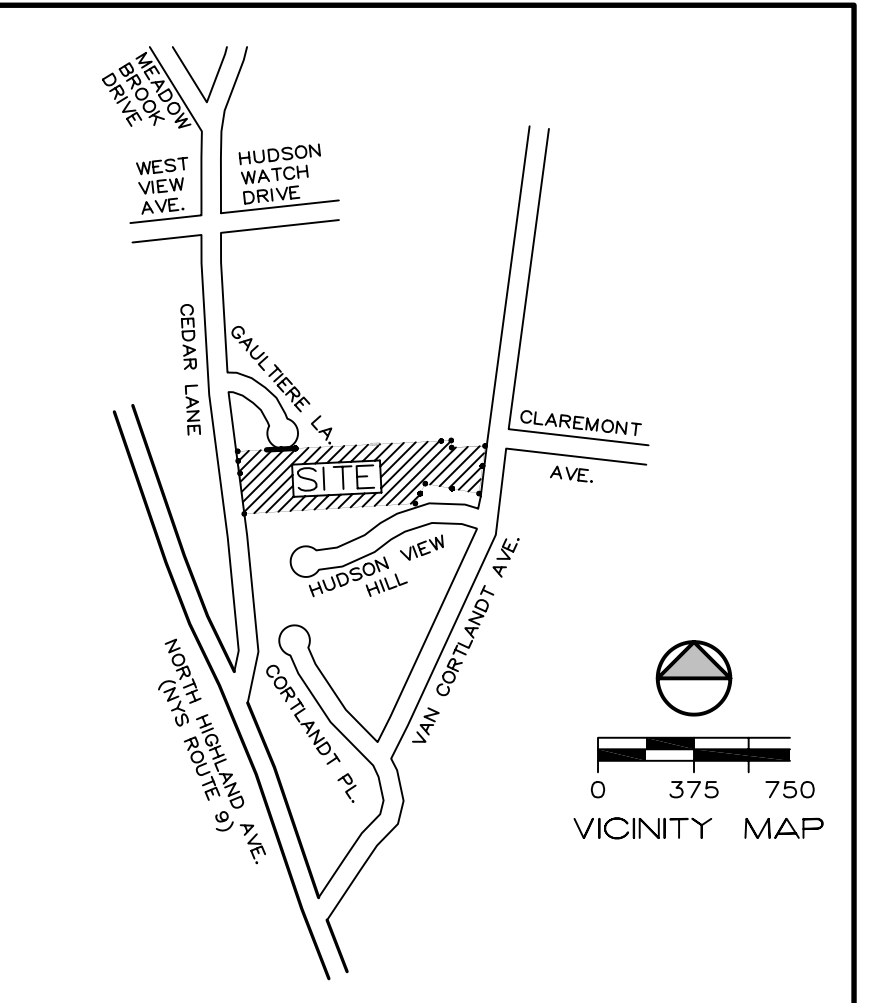 MEADOW
BROOK
DRIVE
WEST
VIEW
AVE.
HUDSON
WATCH
DRIVE
CEDAR LANE
GAULTIERE LA.
CLAREMONT
AVE.
SITE
HUDSON VIEW
HILL
VAN CORTLANDT AVE.
NORTH HIGHLAND AVE.
(NYS ROUTE 9)
CORTLANDT PL.
0 375 750
VICINITY MAP